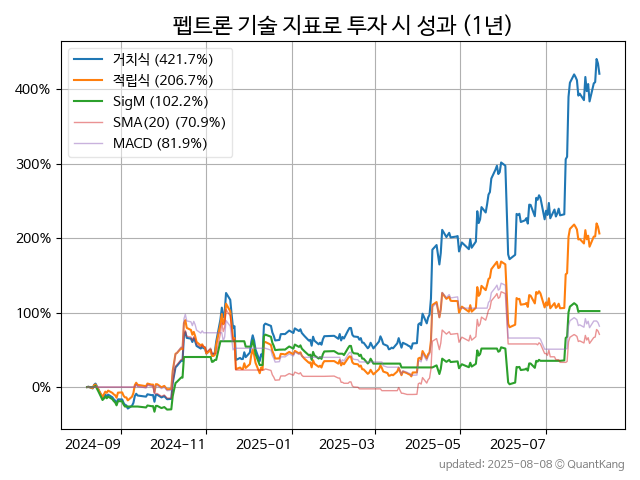 펩트론 기술 지표로 투자 시 성과 (1년)
거치식 (421.7%)
적립식 (206.7%)
SigM (102.2%)
SMA(20) (70.9%)
MACD (81.9%)
400%
300%
200%
100%
0%
2024-09 2024-11 2025-01 2025-03 2025-05 2025-07
updated: 2025-08-08 © QuantKang